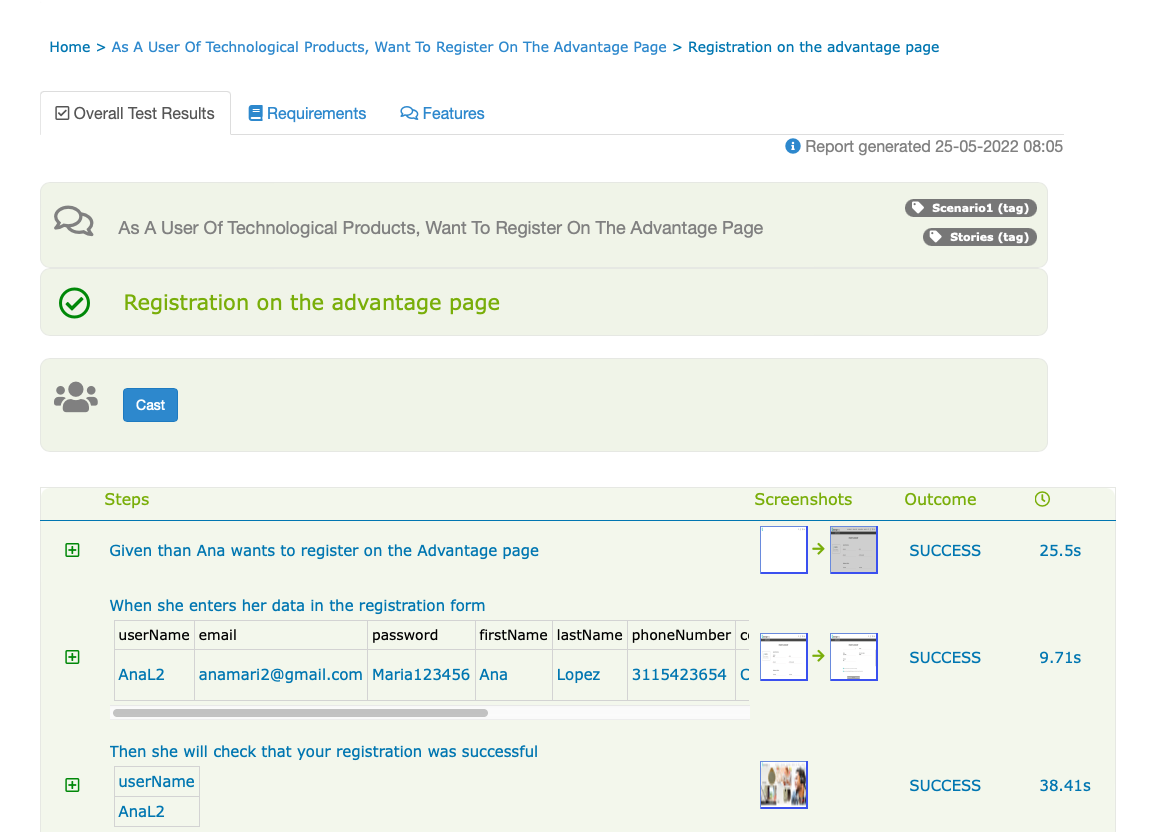 Home > As A User Of Technological Products, Want To Register On The Advantage Page > Registration on the advantage page
Overall Test Results Requirements Features
Report generated 25-05-2022 08:05
As A User Of Technological Products, Want To Register On The Advantage Page
Scenario1 (tag)
Stories (tag)
Registration on the advantage page
Cast
Steps Screenshots Outcome
Given than Ana wants to register on the Advantage page SUCCESS 25.5s
When she enters her data in the registration form
userName email password firstName lastName phoneNumber
AnaL2 anamari2@gmail.com Maria123456 Ana Lopez 3115423654
SUCCESS 9.71s
Then she will check that your registration was successful
userName
AnaL2
SUCCESS 38.41s